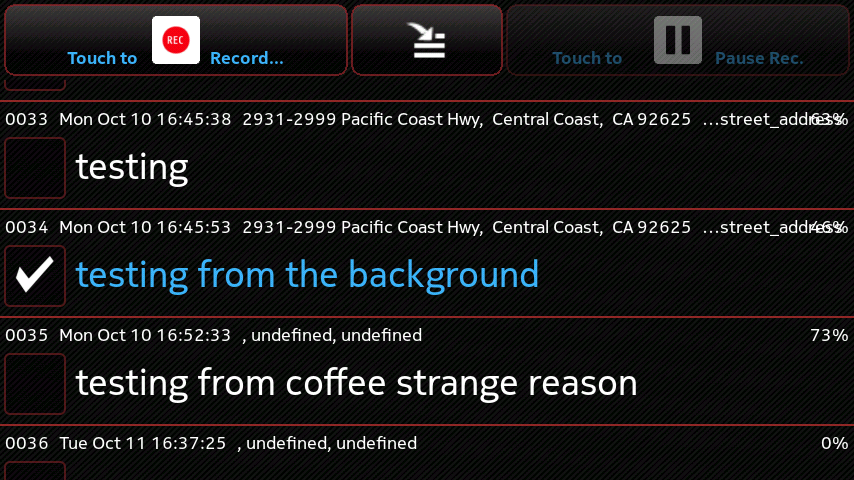 REC
Touch to Record...
Touch to Pause Rec.
0033 Mon Oct 10 16:45:38 2931-2999 Pacific Coast Hwy, Central Coast, CA 92625 ...street_address 63%
testing
0034 Mon Oct 10 16:45:53 2931-2999 Pacific Coast Hwy, Central Coast, CA 92625 ...street_address 46%
testing from the background
0035 Mon Oct 10 16:52:33 , undefined, undefined 73%
testing from coffee strange reason
0036 Tue Oct 11 16:37:25 , undefined, undefined 0%